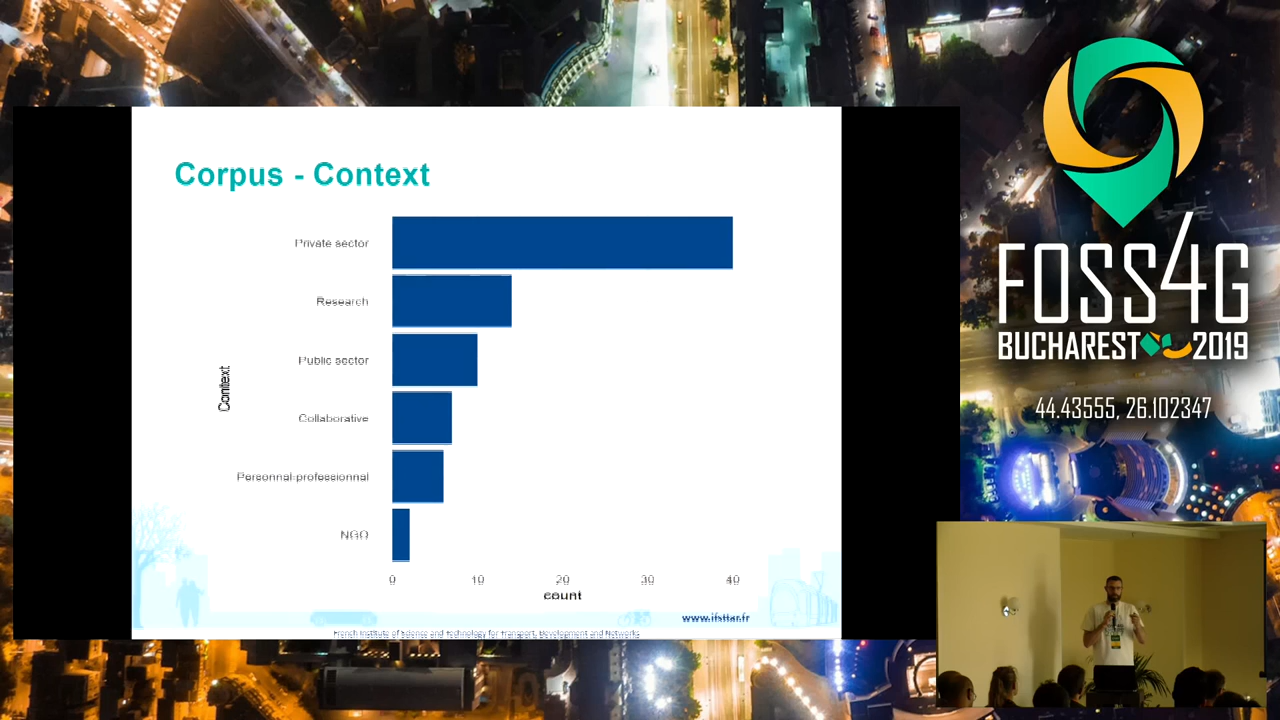 Corpus - Context
Private sector
Research
Public sector
Collaborative
Personnal-professionnal
NGO
Context
0 10 20 30 40
count
www.ifsttar.fr
French Institute of Science and Technology for Transport, Development and Networks
FOSS4G
BUCHAREST 2019
44.43555, 26.102347